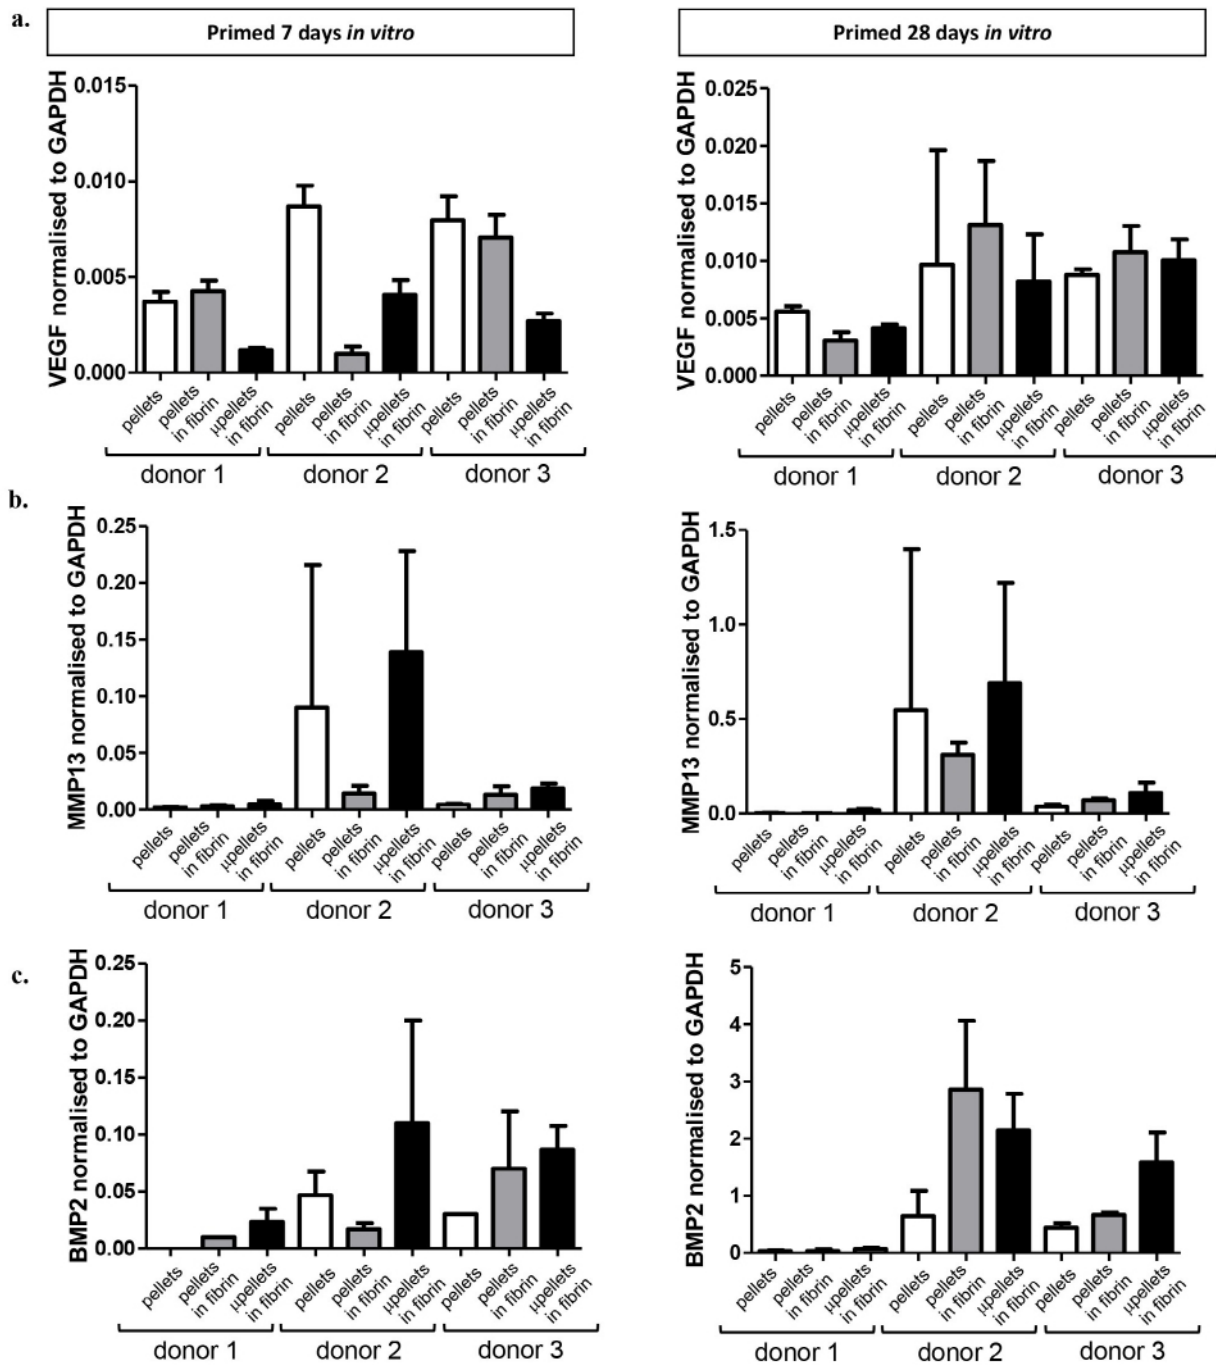 a.
Primed 7 days in vitro
Primed 28 days in vitro
VEGF normalised to GAPDH
0.015
0.010
0.005
0.000
pellets
pellets
in fibrin
µpellets
in fibrin
pellets
pellets
in fibrin
µpellets
in fibrin
pellets
pellets
in fibrin
µpellets
in fibrin
donor 1
donor 2
donor 3
VEGF normalised to GAPDH
0.025
0.020
0.015
0.010
0.005
0.000
pellets
pellets
in fibrin
µpellets
in fibrin
pellets
pellets
in fibrin
µpellets
in fibrin
pellets
pellets
in fibrin
µpellets
in fibrin
donor 1
donor 2
donor 3
b.
MMP13 normalised to GAPDH
0.25
0.20
0.15
0.10
0.05
0.00
pellets
pellets
in fibrin
µpellets
in fibrin
pellets
pellets
in fibrin
µpellets
in fibrin
pellets
pellets
in fibrin
µpellets
in fibrin
donor 1
donor 2
donor 3
MMP13 normalised to GAPDH
1.5
1.0
0.5
0.0
pellets
pellets
in fibrin
µpellets
in fibrin
pellets
pellets
in fibrin
µpellets
in fibrin
pellets
pellets
in fibrin
µpellets
in fibrin
donor 1
donor 2
donor 3
c.
BMP2 normalised to GAPDH
0.25
0.20
0.15
0.10
0.05
0.00
pellets
pellets
in fibrin
µpellets
in fibrin
pellets
pellets
in fibrin
µpellets
in fibrin
pellets
pellets
in fibrin
µpellets
in fibrin
donor 1
donor 2
donor 3
BMP2 normalised to GAPDH
5
4
3
2
1
0
pellets
pellets
in fibrin
µpellets
in fibrin
pellets
pellets
in fibrin
µpellets
in fibrin
pellets
pellets
in fibrin
µpellets
in fibrin
donor 1
donor 2
donor 3